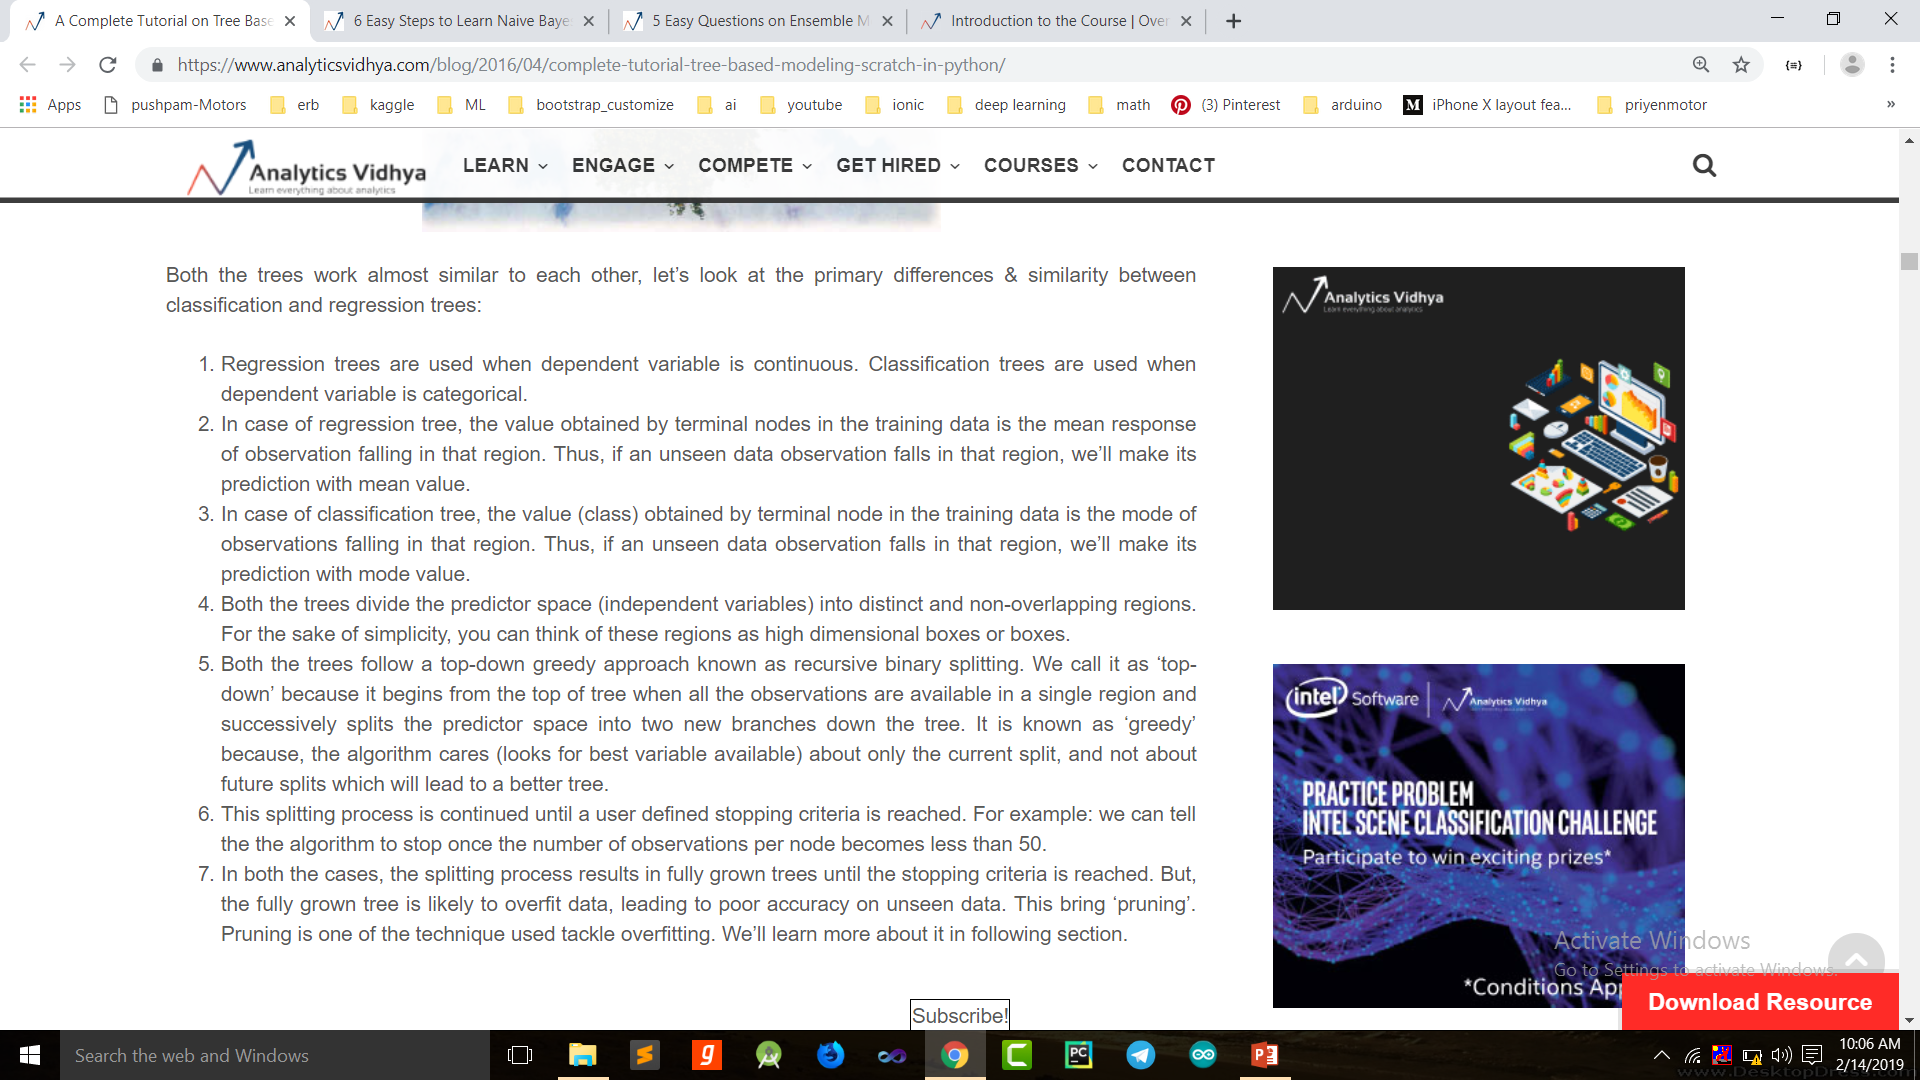 A Complete Tutorial on Tree Base
6 Easy Steps to Learn Naive Baye
5 Easy Questions on Ensemble M
Introduction to the Course | Over
https://www.analyticsvidhya.com/blog/2016/04/complete-tutorial-tree-based-modeling-scratch-in-python/
Apps
pushpam-Motors
erb
kaggle
ML
bootstrap_customize
ai
youtube
ionic
deep learning
math
(3) Pinterest
arduino
M
iPhone X layout fea...
priyenmotor
»
Analytics Vidhya
Learn everything about analytics
LEARN
ENGAGE
COMPETE
GET HIRED
COURSES
CONTACT
Both the trees work almost similar to each other, let’s look at the primary differences & similarity between
classification and regression trees:
1. Regression trees are used when dependent variable is continuous. Classification trees are used when
dependent variable is categorical.
2. In case of regression tree, the value obtained by terminal nodes in the training data is the mean response
of observation falling in that region. Thus, if an unseen data observation falls in that region, we’ll make its
prediction with mean value.
3. In case of classification tree, the value (class) obtained by terminal node in the training data is the mode of
observations falling in that region. Thus, if an unseen data observation falls in that region, we’ll make its
prediction with mode value.
4. Both the trees divide the predictor space (independent variables) into distinct and non-overlapping regions.
For the sake of simplicity, you can think of these regions as high dimensional boxes or boxes.
5. Both the trees follow a top-down greedy approach known as recursive binary splitting. We call it as ‘top-
down’ because it begins from the top of tree when all the observations are available in a single region and
successively splits the predictor space into two new branches down the tree. It is known as ‘greedy’
because, the algorithm cares (looks for best variable available) about only the current split, and not about
future splits which will lead to a better tree.
6. This splitting process is continued until a user defined stopping criteria is reached. For example: we can tell
the the algorithm to stop once the number of observations per node becomes less than 50.
7. In both the cases, the splitting process results in fully grown trees until the stopping criteria is reached. But,
the fully grown tree is likely to overfit data, leading to poor accuracy on unseen data. This bring ‘pruning’.
Pruning is one of the technique used tackle overfitting. We’ll learn more about it in following section.
Subscribe!
Analytics Vidhya
Learn everything about analytics
intel Software
Analytics Vidhya
PRACTICE PROBLEM
INTEL SCENE CLASSIFICATION CHALLENGE
Participate to win exciting prizes*
*Conditions App
Activate Windows
Go to Settings to activate Windows.
Download Resource
Search the web and Windows
g
C
PC
P
10:06 AM
2/14/2019
www.DesktopDress.com